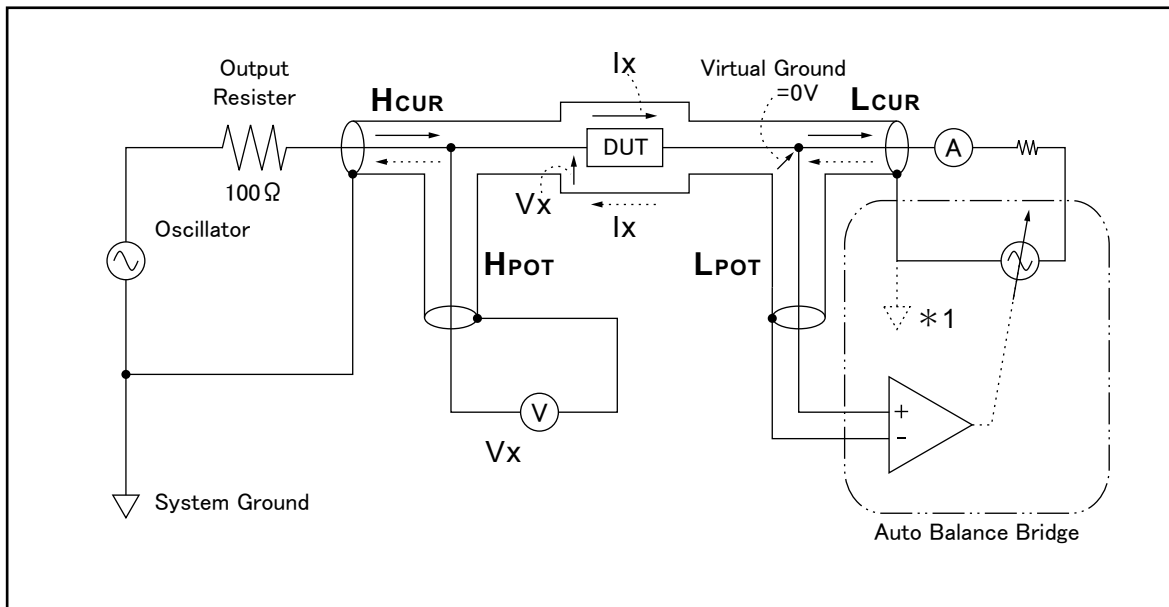 Output
Resister
100Ω
Oscillator
System Ground
HCUR
Ix
Virtual Ground
=0V
LCUR
DUT
A
Vx
Ix
HPOT
LPOT
V
Vx
*1
+
-
Auto Balance Bridge